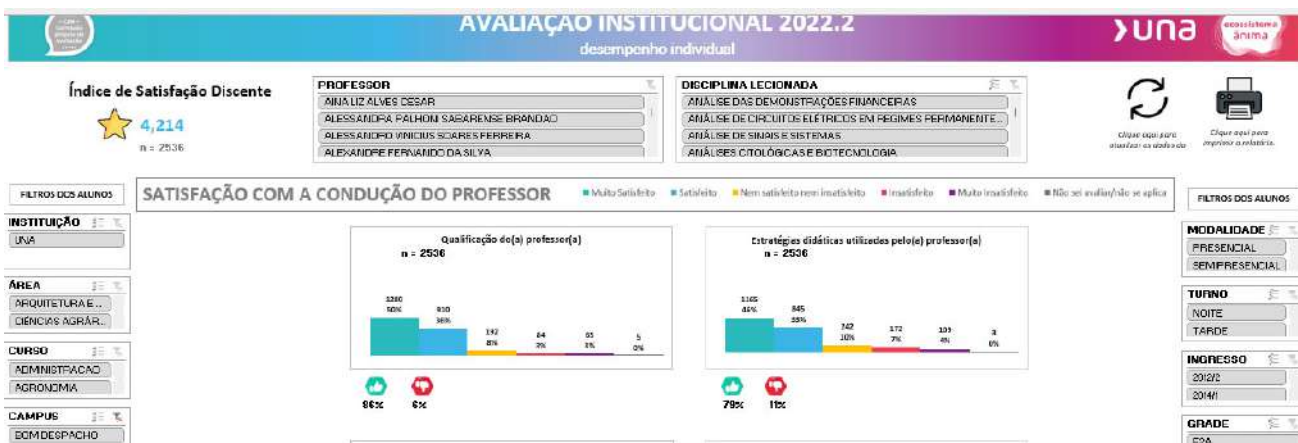 AVALIAÇÃO INSTITUCIONAL 2022.2
desempenho individual
una
ecossistema
ânima
Índice de Satisfação Discente
4,214
n = 2536
PROFESSOR
AINA LIZ ALVES CESAR
ALESSANDRA PALHONI SABARENSE BRANDAO
ALESSANDRO VINICIUS SOARES FERREIRA
ALEXANDRE FERNANDO DA SILVA
DISCIPLINA LECIONADA
ANÁLISE DAS DEMONSTRAÇÕES FINANCEIRAS
ANÁLISE DE CIRCUITOS ELÉTRICOS EM REGIMES PERMANENTE...
ANÁLISE DE SINAIS E SISTEMAS
ANÁLISES CITOLÓGICAS E BIOTECNOLOGIA
Clique aqui para
atualizar os dados do
Clique aqui para
imprimir o relatório.
FILTROS DOS ALUNOS
SATISFAÇÃO COM A CONDUÇÃO DO PROFESSOR
Muito Satisfeito
Satisfeito
Nem satisfeito nem insatisfeito
Insatisfeito
Muito Insatisfeito
Não sei avaliar/não se aplica
FILTROS DOS ALUNOS
INSTITUIÇÃO
UNA
ÁREA
ARQUITETURA E ...
CIÊNCIAS AGRÁR...
CURSO
ADMINISTRACAO
AGRONOMIA
CAMPUS
BOM DESPACHO
Qualificação do(a) professor(a)
n = 2536
1280
50%
910
36%
192
8%
84
3%
65
3%
5
0%
86%
6%
Estratégias didáticas utilizadas pelo(a) professor(a)
n = 2536
1165
46%
845
33%
242
10%
172
7%
109
4%
3
0%
79%
11%
MODALIDADE
PRESENCIAL
SEMIPRESENCIAL
TURNO
NOITE
TARDE
INGRESSO
2012/2
2014/1
GRADE
E2A